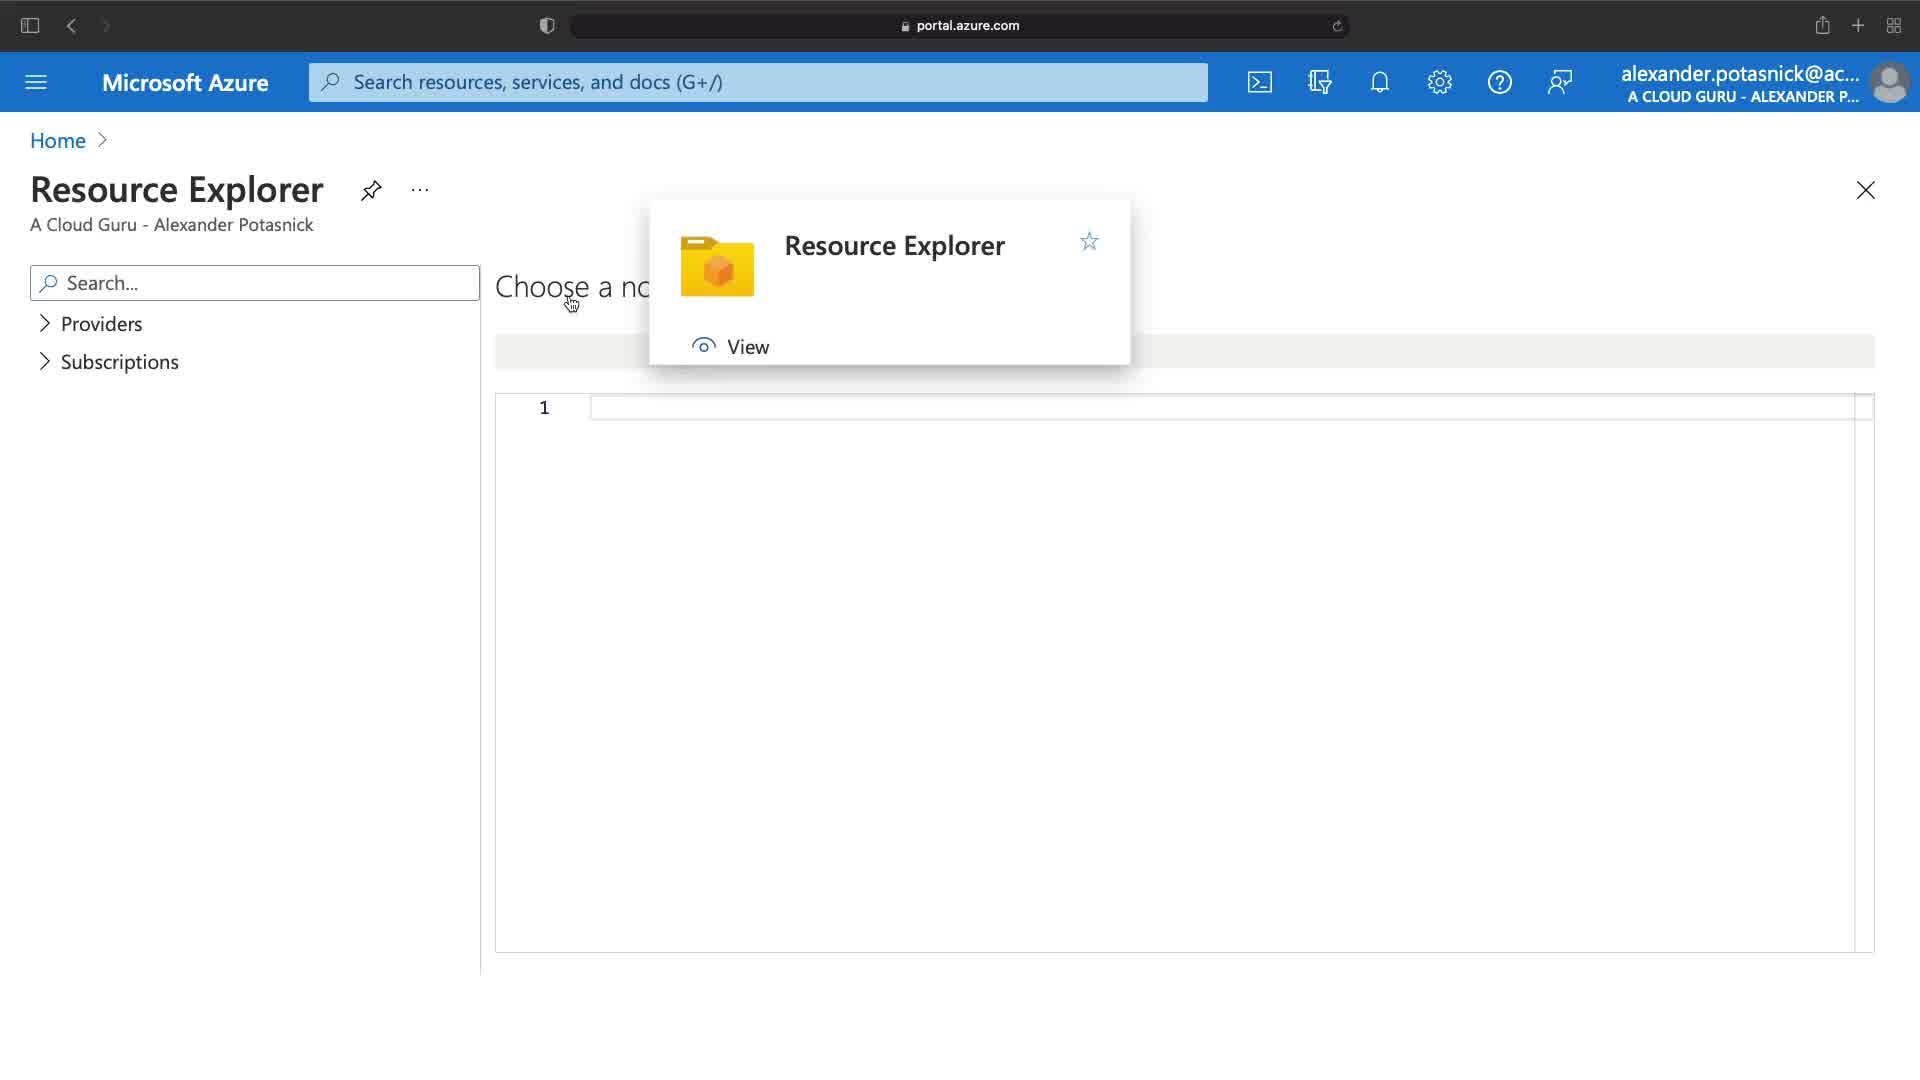 portal.azure.com
Microsoft Azure
Search resources, services, and docs (G+/)
alexander.potasnick@ac...
A CLOUD GURU - ALEXANDER P...
Home
Resource Explorer
A Cloud Guru - Alexander Potasnick
Search...
Providers
Subscriptions
Choose a
Resource Explorer
View
1